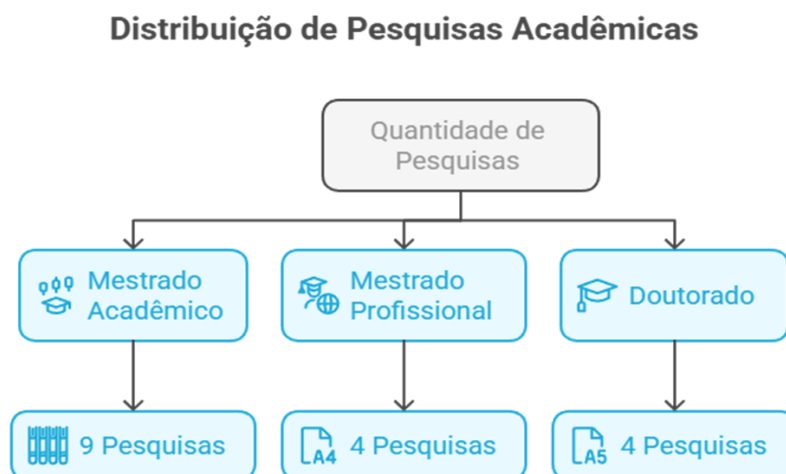 Distribuição de Pesquisas Acadêmicas
Quantidade de
Pesquisas
Mestrado
Acadêmico
Mestrado
Profissional
Doutorado
9 Pesquisas
A4 4 Pesquisas
A5 4 Pesquisas